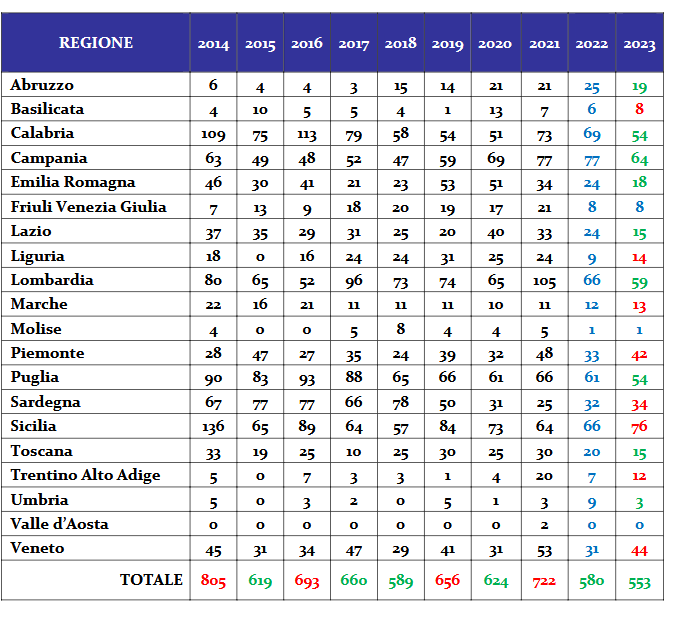 REGIONE 2014 2015 2016 2017 2018 2019 2020 2021 2022 2023
Abruzzo 6 4 4 3 15 14 21 21 25 19
Basilicata 4 10 5 5 4 1 13 7 6 8
Calabria 109 75 113 79 58 54 51 73 69 54
Campania 63 49 48 52 47 59 69 77 77 64
Emilia Romagna 46 30 41 21 23 53 51 34 24 18
Friuli Venezia Giulia 7 13 9 18 20 19 17 21 8 8
Lazio 37 35 29 31 25 20 40 33 24 15
Liguria 18 0 16 24 24 31 25 24 9 14
Lombardia 80 65 52 96 73 74 65 105 66 59
Marche 22 16 21 11 11 11 10 11 12 13
Molise 4 0 0 5 8 4 4 5 1 1
Piemonte 28 47 27 35 24 39 32 48 33 42
Puglia 90 83 93 88 65 66 61 66 61 54
Sardegna 67 77 77 66 78 50 31 25 32 34
Sicilia 136 65 89 64 57 84 73 64 66 76
Toscana 33 19 25 10 25 30 25 30 20 15
Trentino Alto Adige 5 0 7 3 3 1 4 20 7 12
Umbria 5 0 3 2 0 5 1 3 9 3
Valle d'Aosta 0 0 0 0 0 0 0 2 0 0
Veneto 45 31 34 47 29 41 31 53 31 44
TOTALE 805 619 693 660 589 656 624 722 580 553